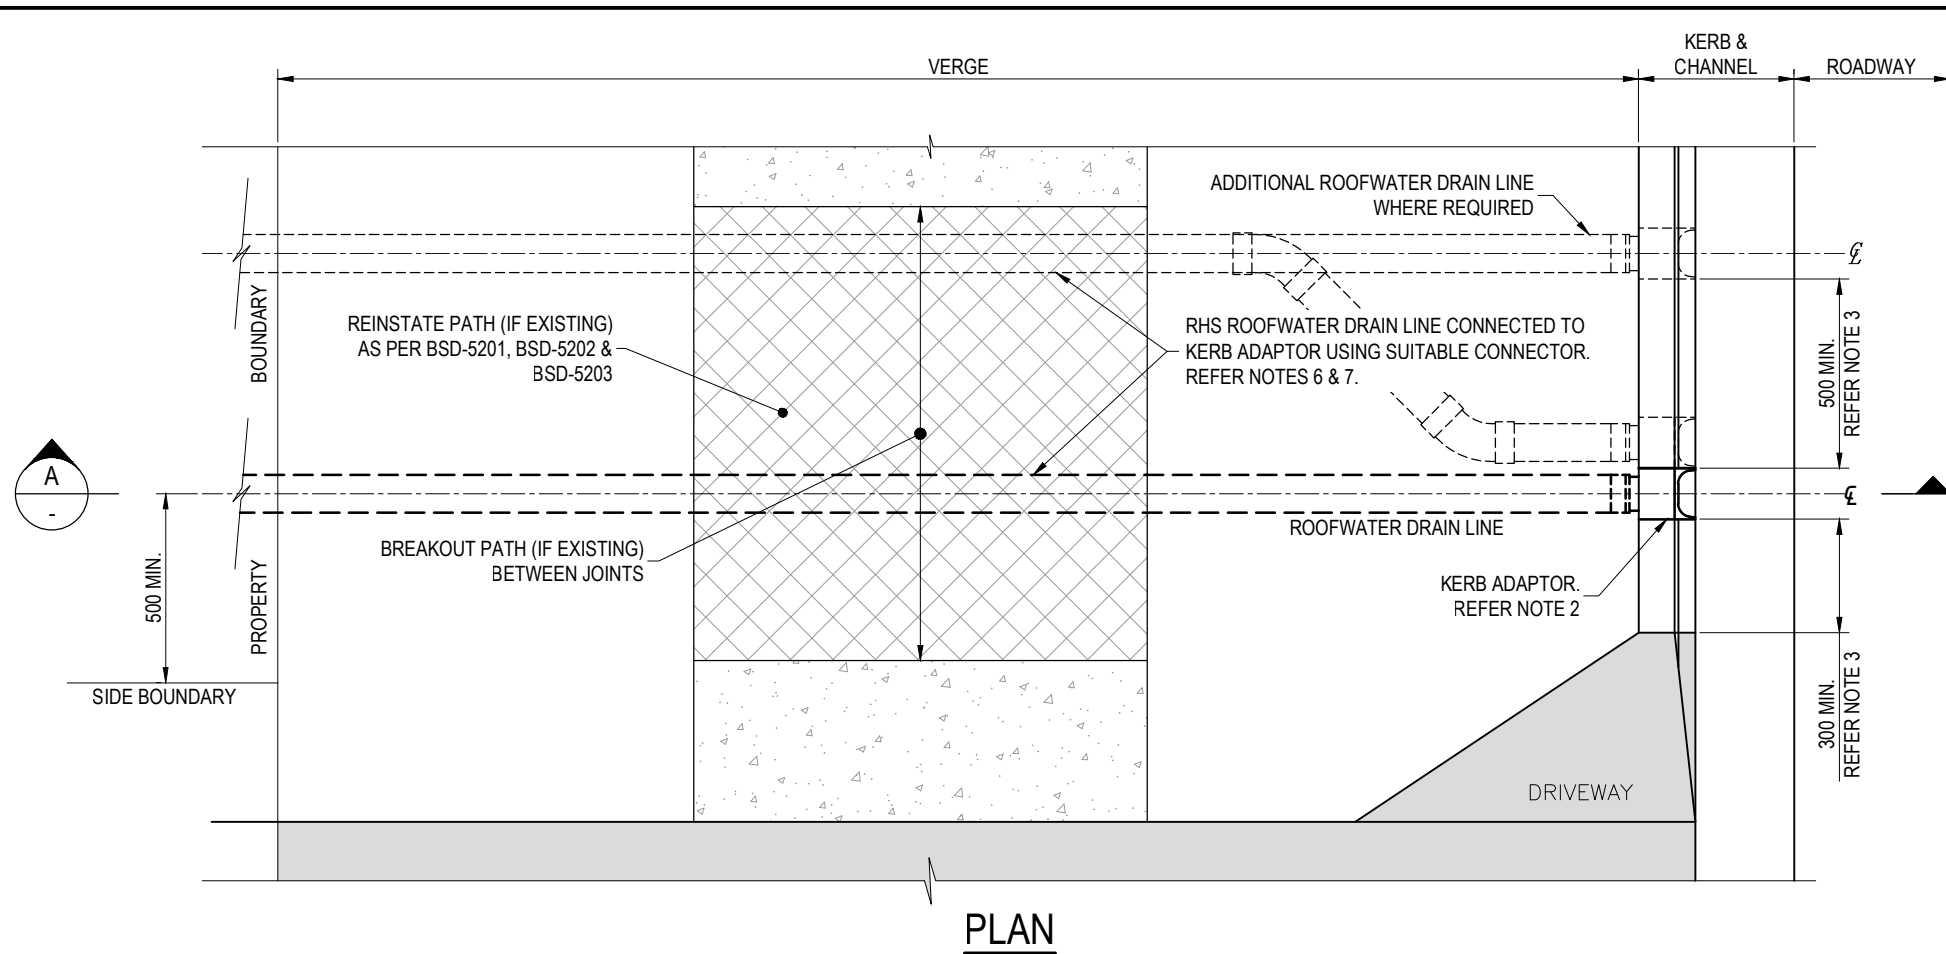 KERB &
CHANNEL
VERGE
ROADWAY
ADDITIONAL ROOFWATER DRAIN LINE
WHERE REQUIRED
BOUNDARY
REINSTATE PATH (IF EXISTING)
AS PER BSD-5201, BSD-5202 &
BSD-5203
RHS ROOFWATER DRAIN LINE CONNECTED TO
KERB ADAPTOR USING SUITABLE CONNECTOR.
REFER NOTES 6 & 7.
500 MIN.
REFER NOTE 3
A
-
ROOFWATER DRAIN LINE
BREAKOUT PATH (IF EXISTING)
BETWEEN JOINTS
KERB ADAPTOR.
REFER NOTE 2
500 MIN.
PROPERTY
SIDE BOUNDARY
300 MIN.
REFER NOTE 3
DRIVEWAY
PLAN